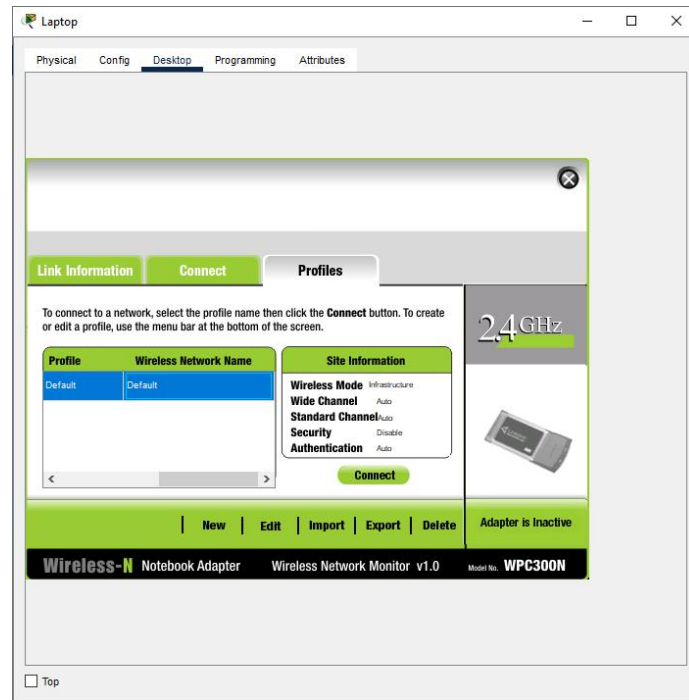 Laptop
Physical Config Desktop Programming Attributes
Link Information Connect Profiles
To connect to a network, select the profile name then click the Connect button. To create
or edit a profile, use the menu bar at the bottom of the screen.
2.4GHz
Profile Wireless Network Name
Default Default
Site Information
Wireless Mode Infrastructure
Wide Channel Auto
Standard Channel Auto
Security Disable
Authentication Auto
Connect
New Edit Import Export Delete
Adapter is Inactive
Wireless-N Notebook Adapter Wireless Network Monitor v1.0 Model No. WPC300N
Top